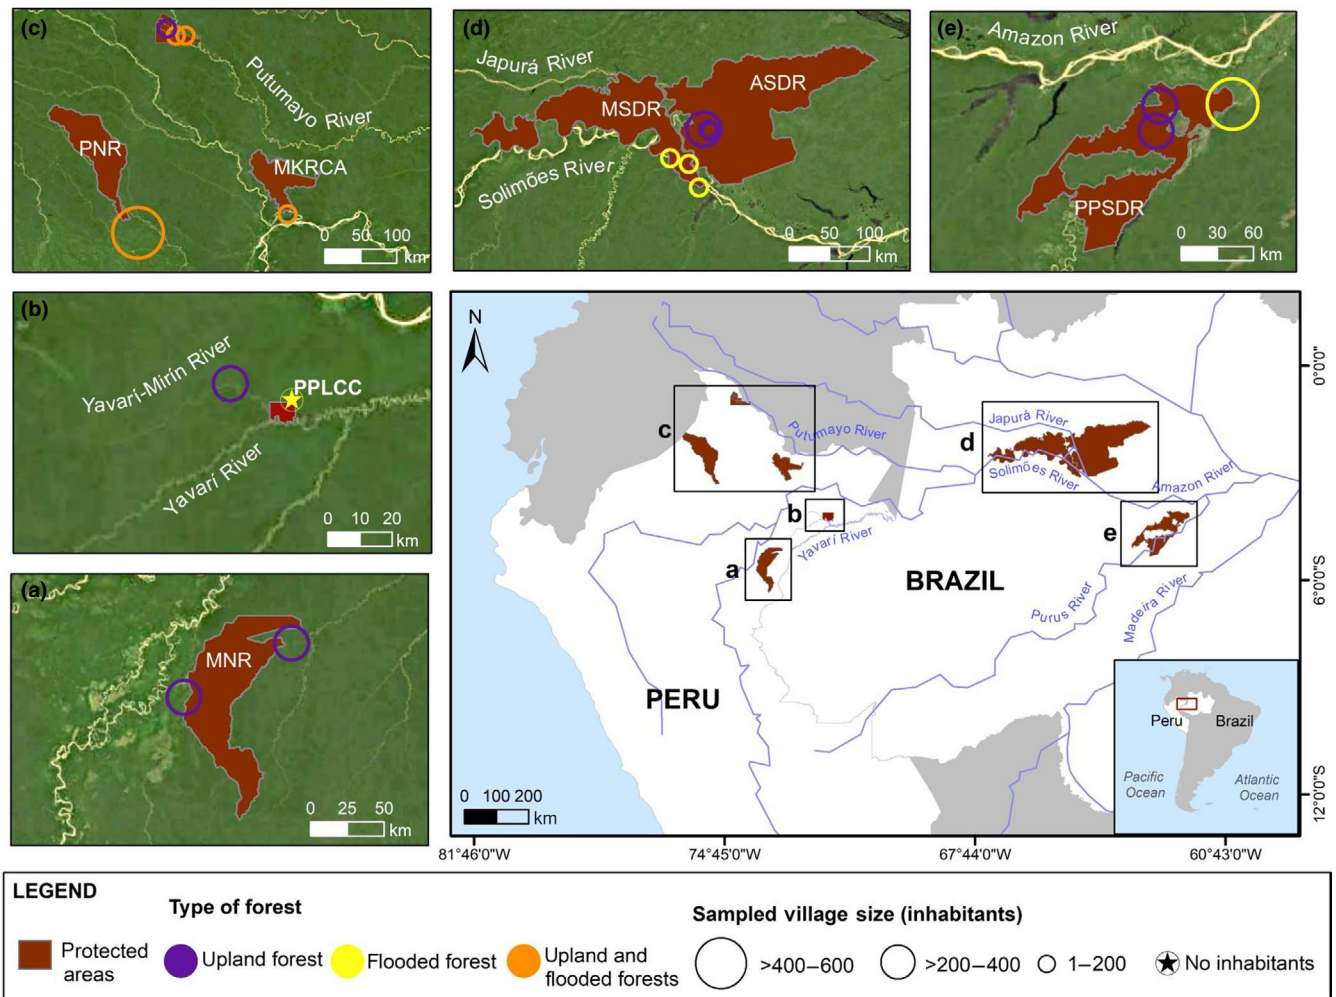 (c)
Putumayo River
PNR
MKRCA
0 50 100
km
(d)
Japurá River
ASDR
MSDR
Solimões River
0 50 100
km
(e)
Amazon River
PPSDR
0 30 60
km
(b)
Yavarí-Mirín River
PPLCC
Yavarí River
0 10 20
km
(a)
MNR
0 25 50
km
N
c
Putumayo River
d
Japurá River
Solimões River
Amazon River
b
Yavarí River
e
a
BRAZIL
Purus River
Madeira River
PERU
0 100 200
km
Peru
Brazil
Pacific
Ocean
Atlantic
Ocean
0°0'0"
6°0'0"S
12°0'0"S
81°46'0"W
74°45'0"W
67°44'0"W
60°43'0"W
LEGEND
Type of forest
Sampled village size (inhabitants)
Protected
areas
Upland forest
Flooded forest
Upland and
flooded forests
>400–600
>200–400
1–200
No inhabitants